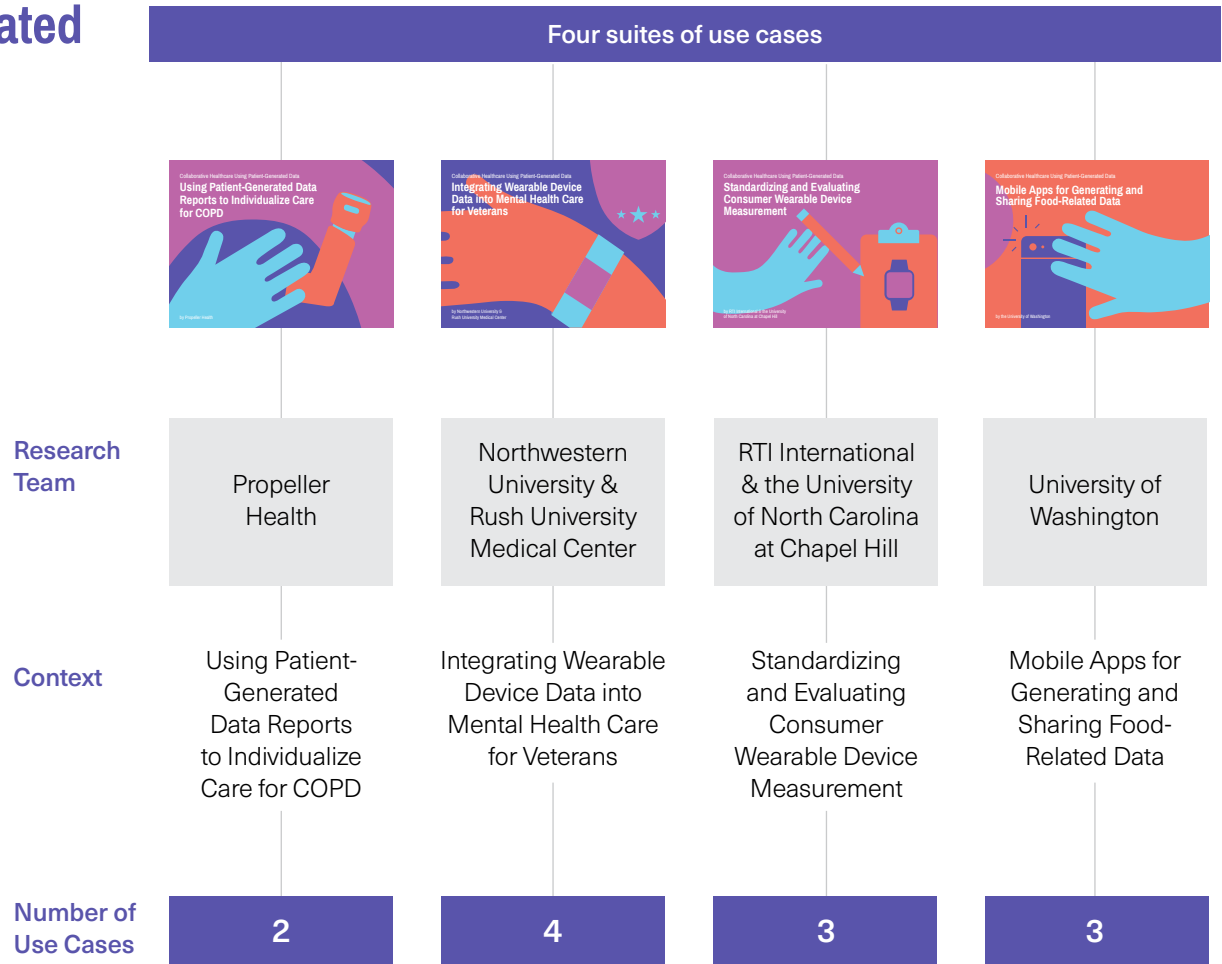 ated
Four suites of use cases
Collaborative Healthcare Using Patient-Generated Data
Using Patient-Generated Data
Reports to Individualize Care
for COPD
by Propeller Health
Collaborative Healthcare Using Patient-Generated Data
Integrating Wearable Device
Data into Mental Health Care
for Veterans
by Northwestern University &
Rush University Medical Center
Collaborative Healthcare Using Patient-Generated Data
Standardizing and Evaluating
Consumer Wearable Device
Measurement
by RTI International & the University
of North Carolina at Chapel Hill
Collaborative Healthcare Using Patient-Generated Data
Mobile Apps for Generating and
Sharing Food-Related Data
by the University of Washington
Research
Team
Propeller
Health
Northwestern
University &
Rush University
Medical Center
RTI International
& the University
of North Carolina
at Chapel Hill
University of
Washington
Context
Using Patient-
Generated
Data Reports
to Individualize
Care for COPD
Integrating Wearable
Device Data into
Mental Health Care
for Veterans
Standardizing
and Evaluating
Consumer
Wearable Device
Measurement
Mobile Apps for
Generating and
Sharing Food-
Related Data
Number of
Use Cases
2
4
3
3